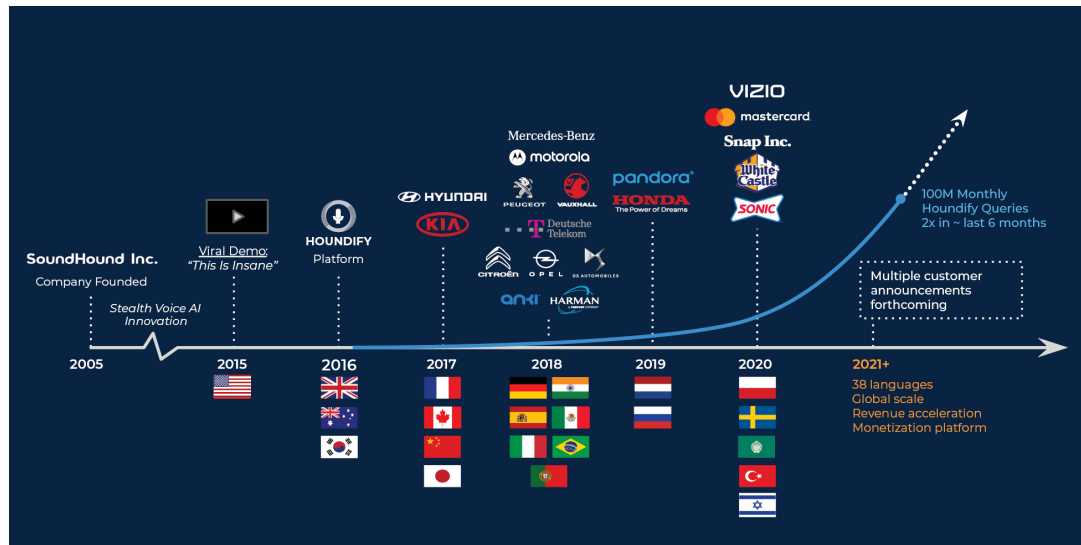 SoundHound Inc.
Company Founded
Stealth Voice AI
Innovation
Viral Demo:
“This Is Insane”
HOUNDIFY
Platform
HYUNDAI
KIA
Mercedes-Benz
motorola
PEUGEOT
VAUXHALL
Deutsche
Telekom
CITROËN
OPEL
DS AUTOMOBILES
anki
HARMAN
pandora
HONDA
The Power of Dreams
VIZIO
mastercard
Snap Inc.
White
Castle
SONIC
100M Monthly
Houndify Queries
2x in ~ last 6 months
Multiple customer
announcements
forthcoming
2005
2015
2016
2017
2018
2019
2020
2021+
38 languages
Global scale
Revenue acceleration
Monetization platform